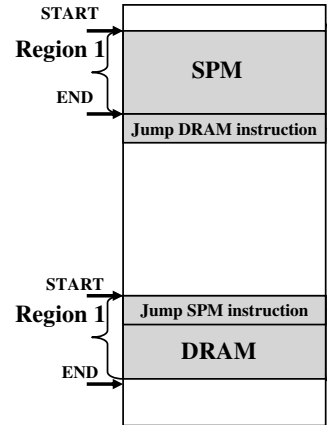 START
Region 1
SPM
END
Jump DRAM instruction
START
Region 1
Jump SPM instruction
DRAM
END